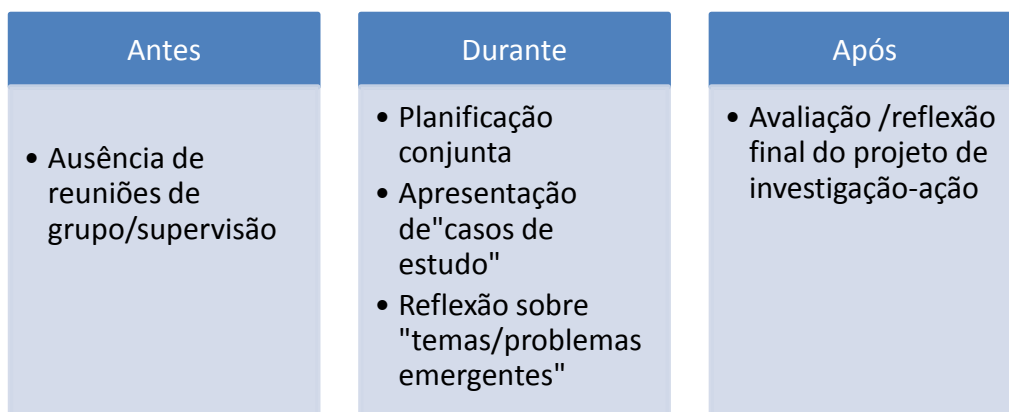 Antes
• Ausência de
reuniões de
grupo/supervisão
Durante
• Planificação
conjunta
• Apresentação
de"casos de
estudo"
• Reflexão sobre
"temas/problemas
emergentes"
Após
• Avaliação /reflexão
final do projeto de
investigação-ação